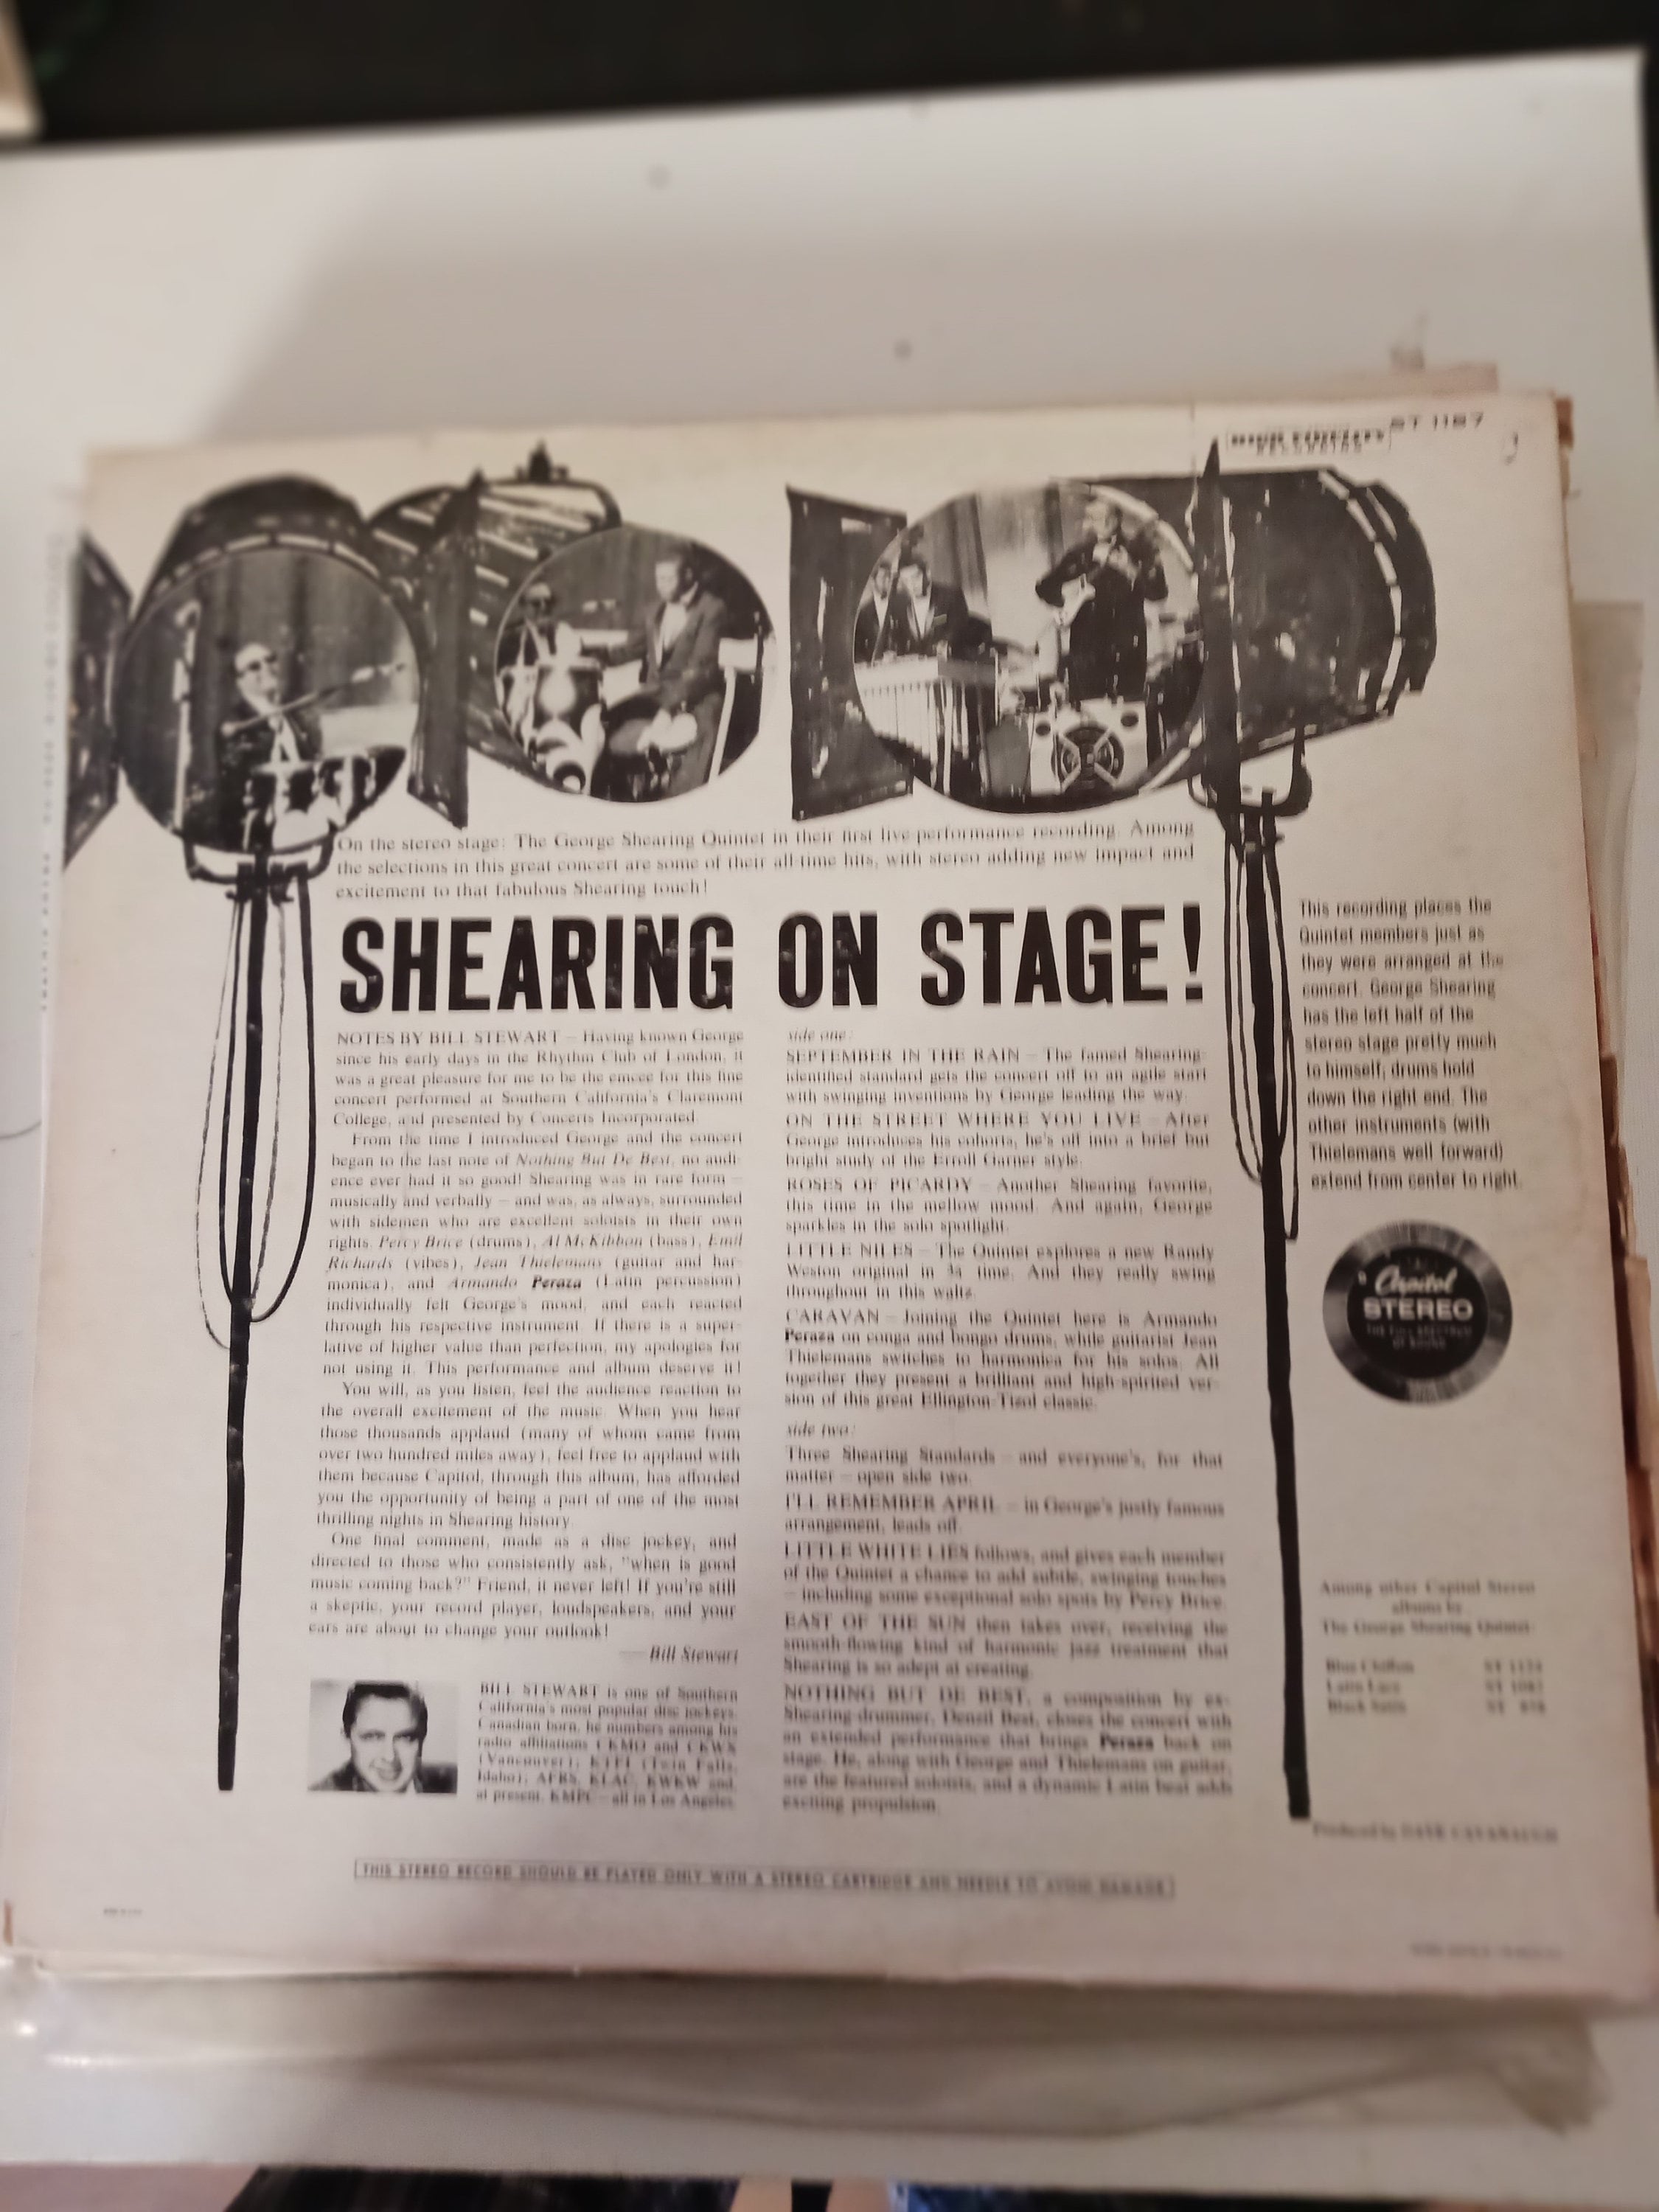 ST 1187
HIGH FIDELITY
RECORDING
On the stereo stage: The George Shearing Quintet in their first live-performance recording. Among
the selections in this great concert are some of their all-time hits, with stereo adding new impact and
excitement to that fabulous Shearing touch!
SHEARING ON STAGE!
NOTES BY BILL STEWART – Having known George
since his early days in the Rhythm Club of London, it
was a great pleasure for me to be the emcee for this fine
concert performed at Southern California's Claremont
College, and presented by Concerts Incorporated.
From the time I introduced George and the concert
began to the last note of Nothing But De Best, no audi-
ence ever had it so good! Shearing was in rare form –
musically and verbally – and was, as always, surrounded
with sidemen who are excellent soloists in their own
rights. Percy Brice (drums), Al McKibbon (bass), Emil
Richards (vibes), Jean Thielemans (guitar and har-
monica), and Armando Peraza (Latin percussion)
individually felt George's mood, and each reacted
through his respective instrument. If there is a super-
lative of higher value than perfection, my apologies for
not using it. This performance and album deserve it!
You will, as you listen, feel the audience reaction to
the overall excitement of the music. When you hear
those thousands applaud (many of whom came from
over two hundred miles away), feel free to applaud with
them because Capitol, through this album, has afforded
you the opportunity of being a part of one of the most
thrilling nights in Shearing history.
One final comment, made as a disc jockey, and
directed to those who consistently ask, "when is good
music coming back?" Friend, it never left! If you're still
a skeptic, your record player, loudspeakers, and your
ears are about to change your outlook!
— Bill Stewart
BILL STEWART is one of Southern
California's most popular disc jockeys.
Canadian born, he numbers among his
radio affiliations CKMO and CKWX
(Vancouver), KTFI (Twin Falls,
Idaho), AFRS, KLAC, KWKW and,
at present, KMPC – all in Los Angeles.
side one:
SEPTEMBER IN THE RAIN – The famed Shearing-
identified standard gets the concert off to an agile start
with swinging inventions by George leading the way.
ON THE STREET WHERE YOU LIVE – After
George introduces his cohorts, he's off into a brief but
bright study of the Erroll Garner style.
ROSES OF PICARDY – Another Shearing favorite,
this time in the mellow mood. And again, George
sparkles in the solo spotlight.
LITTLE NILES – The Quintet explores a new Randy
Weston original in ¾ time. And they really swing
throughout in this waltz.
CARAVAN – Joining the Quintet here is Armando
Peraza on conga and bongo drums, while guitarist Jean
Thielemans switches to harmonica for his solos. All
together they present a brilliant and high-spirited ver-
sion of this great Ellington-Tizol classic.
side two:
Three Shearing Standards – and everyone's, for that
matter – open side two.
I'LL REMEMBER APRIL – in George's justly famous
arrangement, leads off.
LITTLE WHITE LIES follows, and gives each member
of the Quintet a chance to add subtle, swinging touches
– including some exceptional solo spots by Percy Brice.
EAST OF THE SUN then takes over, receiving the
smooth-flowing kind of harmonic jazz treatment that
Shearing is so adept at creating.
NOTHING BUT DE BEST, a composition by ex-
Shearing drummer, Denzil Best, closes the concert with
an extended performance that brings Peraza back on
stage. He, along with George and Thielemans on guitar,
are the featured soloists, and a dynamic Latin beat adds
exciting propulsion.
This recording places the
Quintet members just as
they were arranged at the
concert. George Shearing
has the left half of the
stereo stage pretty much
to himself; drums hold
down the right end. The
other instruments (with
Thielemans well forward)
extend from center to right.
Capitol
STEREO
THE FULL SPECTRUM
OF SOUND
Among other Capitol Stereo
albums by
The George Shearing Quintet:
Blue Chiffon ST 1124
Latin Lace ST 1082
Black Satin ST 858
Produced by DAVE CAVANAUGH
THIS STEREO RECORD SHOULD BE PLAYED ONLY WITH A STEREO CARTRIDGE AND NEEDLE TO AVOID DAMAGE